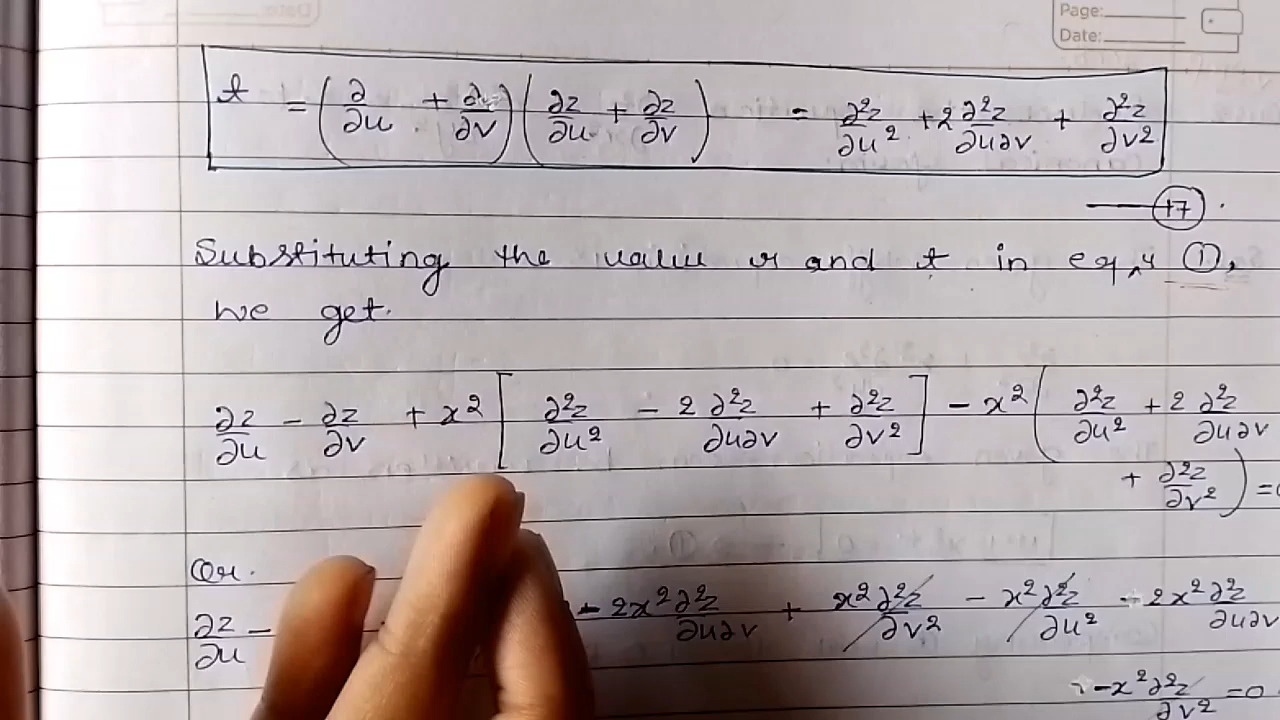 Page:
Date:
t = (∂/∂u + ∂/∂v) (∂z/∂u + ∂z/∂v) = ∂²z/∂u² + 2 ∂²z/∂u∂v + ∂²z/∂v²
17
Substituting the value r and t in eq,ⁿ ①,
we get.
∂z/∂u - ∂z/∂v + x² [∂²z/∂u² - 2 ∂²z/∂u∂v + ∂²z/∂v²] - x² (∂²z/∂u² + 2 ∂²z/∂u∂v
+ ∂²z/∂v²) =0
Or.
∂z/∂u - - 2x² ∂²z/∂u∂v + x² ∂²z/∂v² - x² ∂²z/∂u² - 2x² ∂²z/∂u∂v
- x² ∂²z/∂v² =0